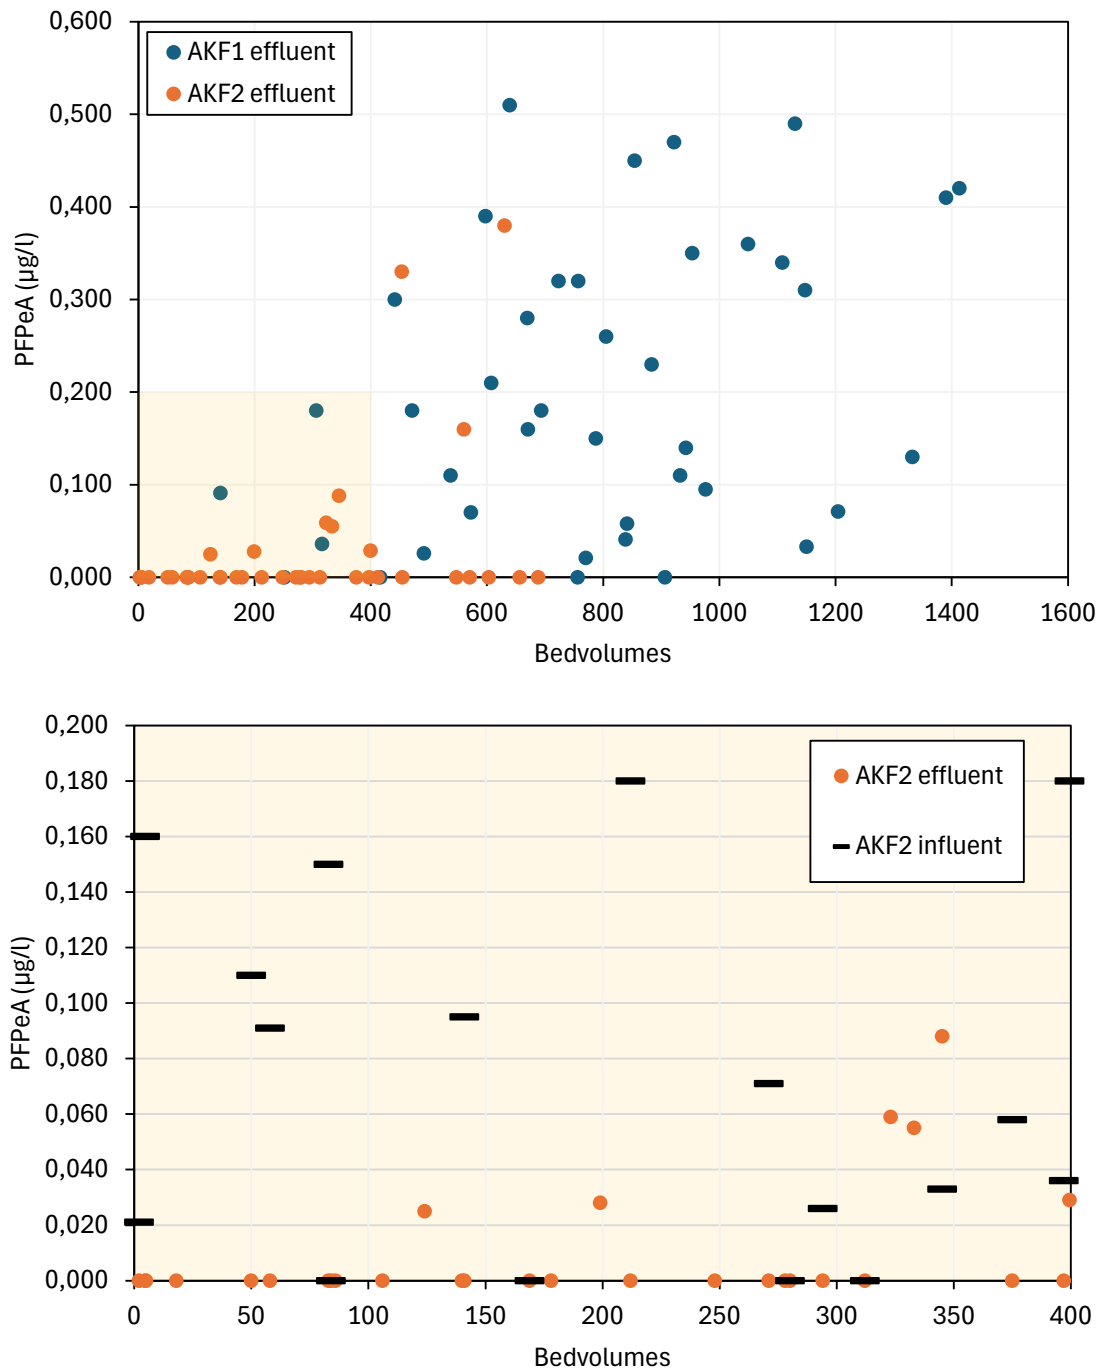 0,600
AKF1 effluent
AKF2 effluent
0,500
0,400
0,300
0,200
0,100
0,000
PFPeA (µg/l)
0 200 400 600 800 1000 1200 1400 1600
Bedvolumes
0,200
0,180
0,160
0,140
0,120
0,100
0,080
0,060
0,040
0,020
0,000
PFPeA (µg/l)
AKF2 effluent
AKF2 influent
0 50 100 150 200 250 300 350 400
Bedvolumes